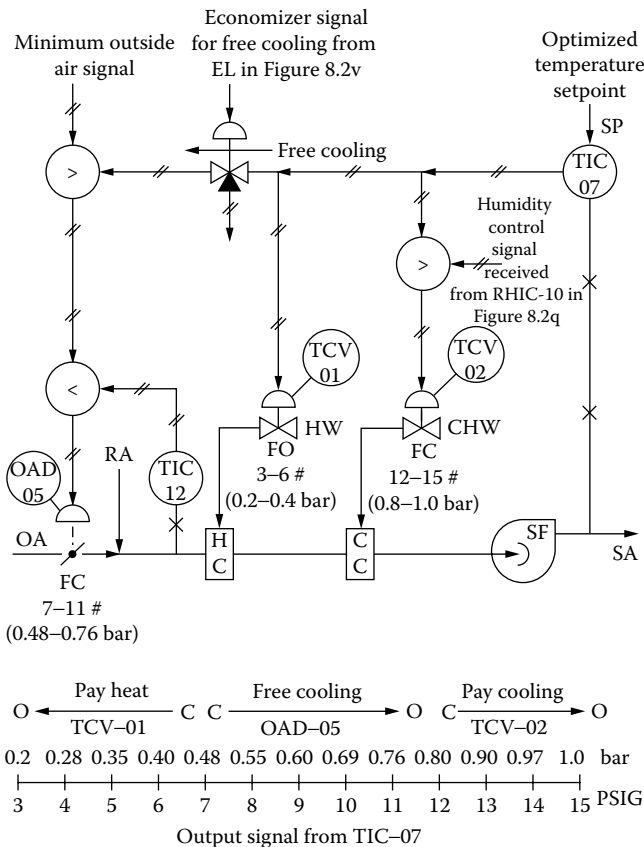 Minimum outside
air signal
Economizer signal
for free cooling from
EL in Figure 8.2v
Optimized
temperature
setpoint
SP
Free cooling
>
TIC
07
Humidity
control
signal
received
from RHIC-10 in
Figure 8.2q
>
TCV
01
TCV
02
<
RA
TIC
12
HW
FO
3–6 #
(0.2–0.4 bar)
CHW
FC
12–15 #
(0.8–1.0 bar)
OAD
05
OA
FC
7–11 #
(0.48–0.76 bar)
H
C
C
C
SF
SA
O Pay heat C C Free cooling O C Pay cooling O
TCV–01 OAD–05 TCV–02
0.2 0.28 0.35 0.40 0.48 0.55 0.60 0.69 0.76 0.80 0.90 0.97 1.0 bar
3 4 5 6 7 8 9 10 11 12 13 14 15 PSIG
Output signal from TIC–07